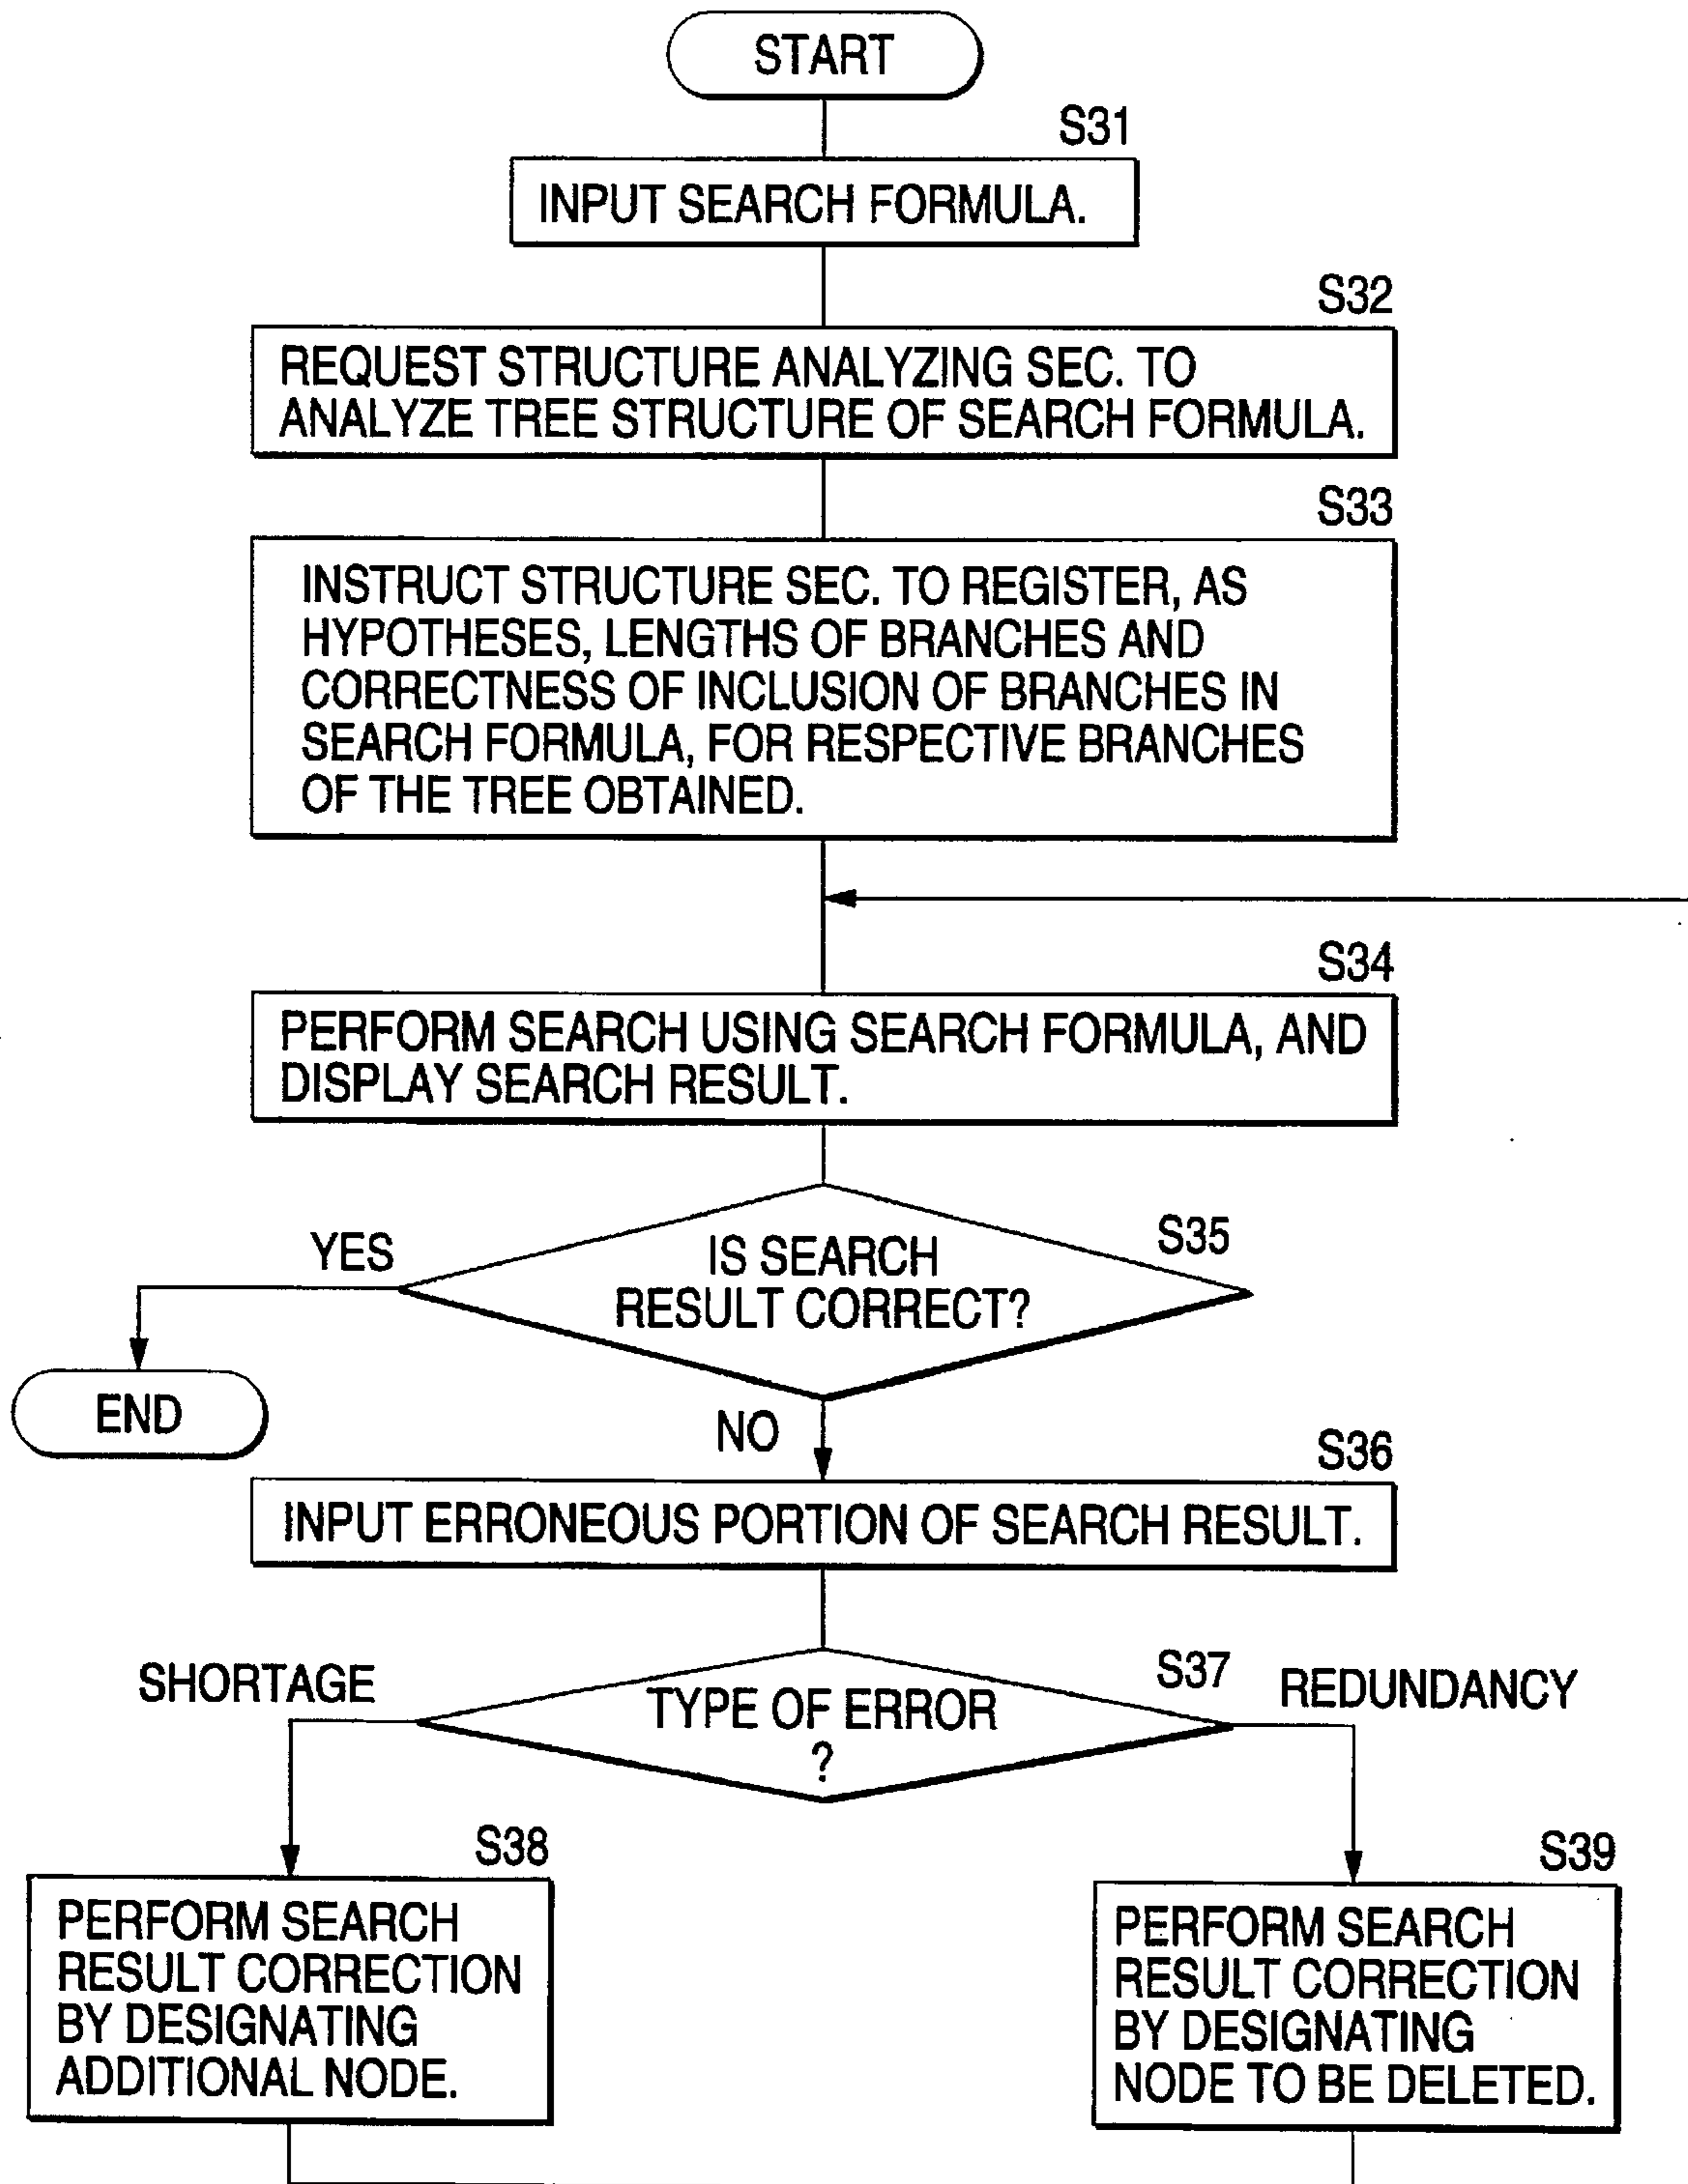 START
S31
INPUT SEARCH FORMULA.
S32
REQUEST STRUCTURE ANALYZING SEC. TO
ANALYZE TREE STRUCTURE OF SEARCH FORMULA.
S33
INSTRUCT STRUCTURE SEC. TO REGISTER, AS
HYPOTHESES, LENGTHS OF BRANCHES AND
CORRECTNESS OF INCLUSION OF BRANCHES IN
SEARCH FORMULA, FOR RESPECTIVE BRANCHES
OF THE TREE OBTAINED.
S34
PERFORM SEARCH USING SEARCH FORMULA, AND
DISPLAY SEARCH RESULT.
S35
YES
IS SEARCH
RESULT CORRECT?
END
NO
S36
INPUT ERRONEOUS PORTION OF SEARCH RESULT.
S37
SHORTAGE
REDUNDANCY
TYPE OF ERROR
?
S38
PERFORM SEARCH
RESULT CORRECTION
BY DESIGNATING
ADDITIONAL NODE.
S39
PERFORM SEARCH
RESULT CORRECTION
BY DESIGNATING
NODE TO BE DELETED.